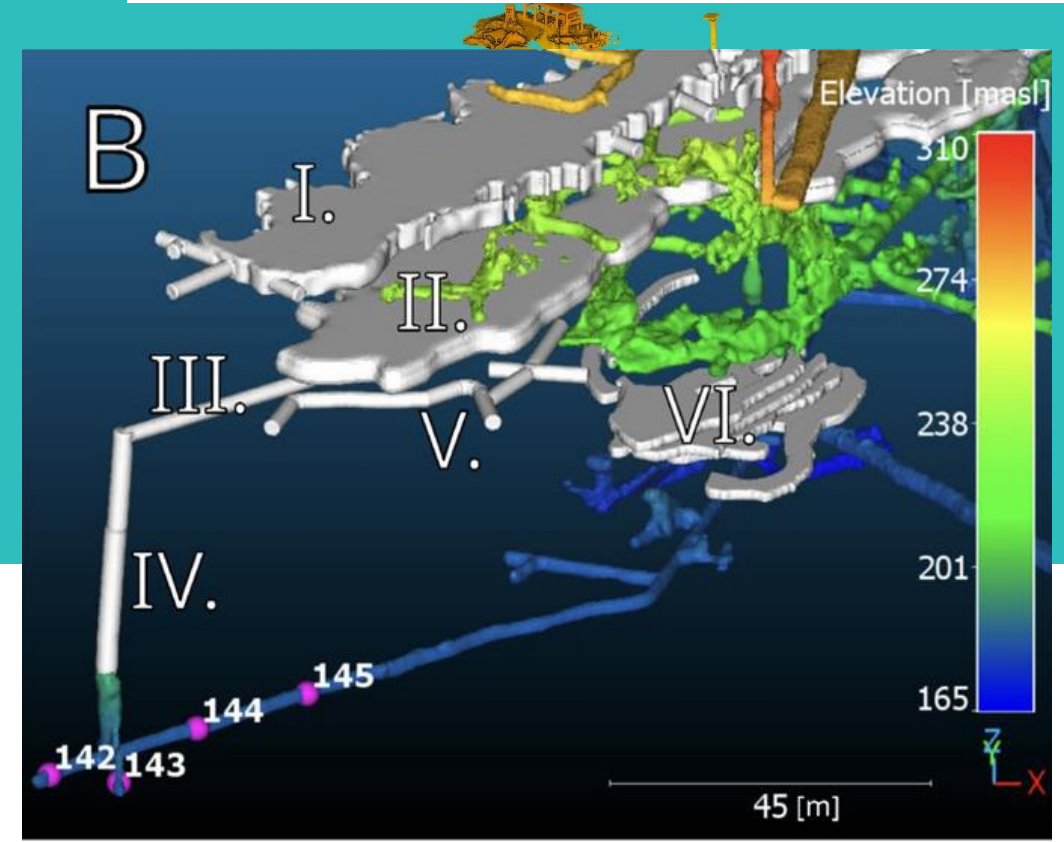 B
Elevation [masl]
310
I.
274
II.
III.
238
V.
VI.
201
IV.
165
145
144
142
143
Z
Y
X
45 [m]